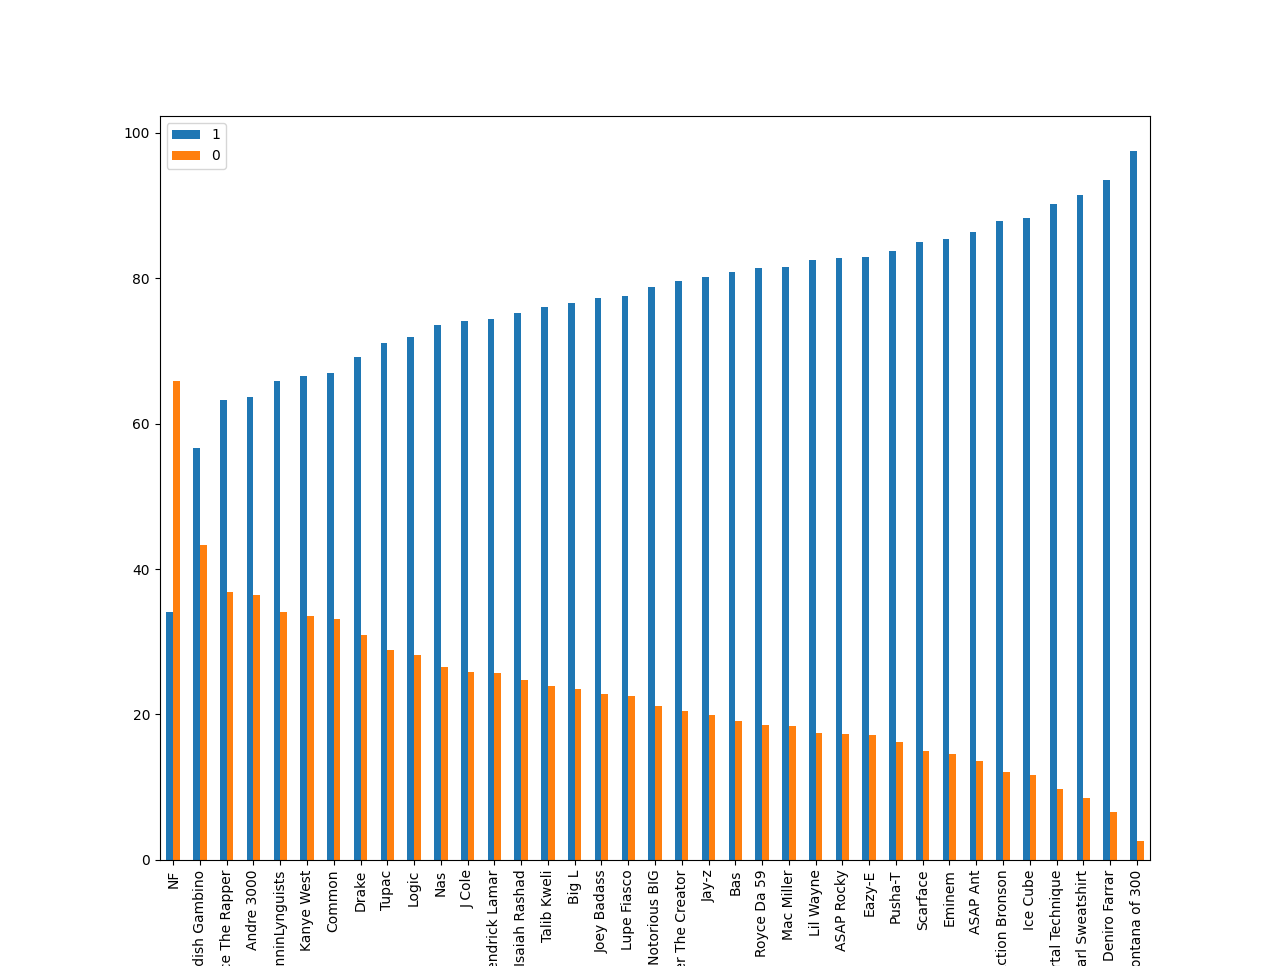 1
0
100
80
60
40
20
0
NF
dish Gambino
ce The Rapper
Andre 3000
nninLynguists
Kanye West
Common
Drake
Tupac
Logic
Nas
J Cole
endrick Lamar
Isaiah Rashad
Talib Kweli
Big L
Joey Badass
Lupe Fiasco
Notorious BIG
er The Creator
Jay-z
Bas
Royce Da 59
Mac Miller
Lil Wayne
ASAP Rocky
Eazy-E
Pusha-T
Scarface
Eminem
ASAP Ant
ction Bronson
Ice Cube
rtal Technique
arl Sweatshirt
Deniro Farrar
ontana of 300